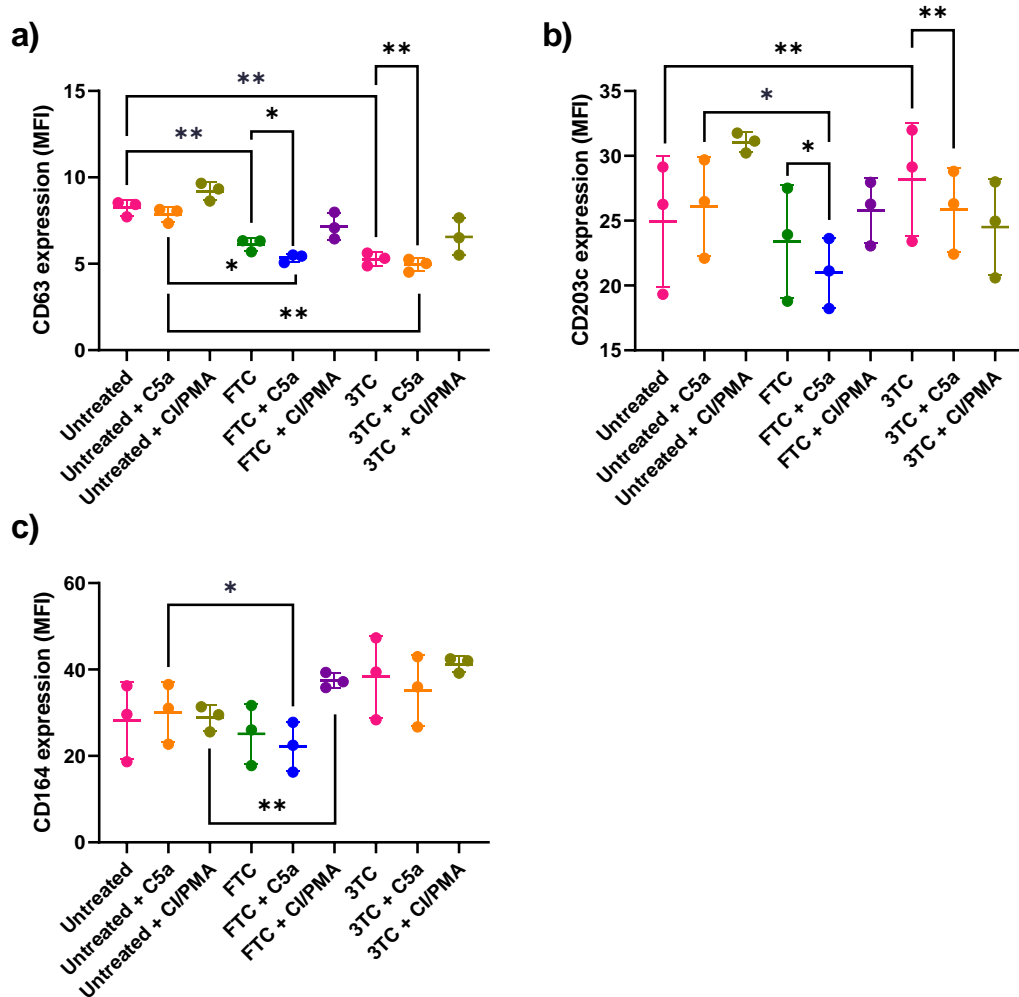 a)
CD63 expression (MFI)
15
10
5
0
**
**
*
**
*
**
Untreated
Untreated + C5a
Untreated + CI/PMA
FTC
FTC + C5a
FTC + CI/PMA
3TC
3TC + C5a
3TC + CI/PMA
b)
CD203c expression (MFI)
35
30
25
20
15
**
**
*
*
Untreated
Untreated + C5a
Untreated + CI/PMA
FTC
FTC + C5a
FTC + CI/PMA
3TC
3TC + C5a
3TC + CI/PMA
c)
CD164 expression (MFI)
60
40
20
0
*
**
Untreated
Untreated + C5a
Untreated + CI/PMA
FTC
FTC + C5a
FTC + CI/PMA
3TC
3TC + C5a
3TC + CI/PMA